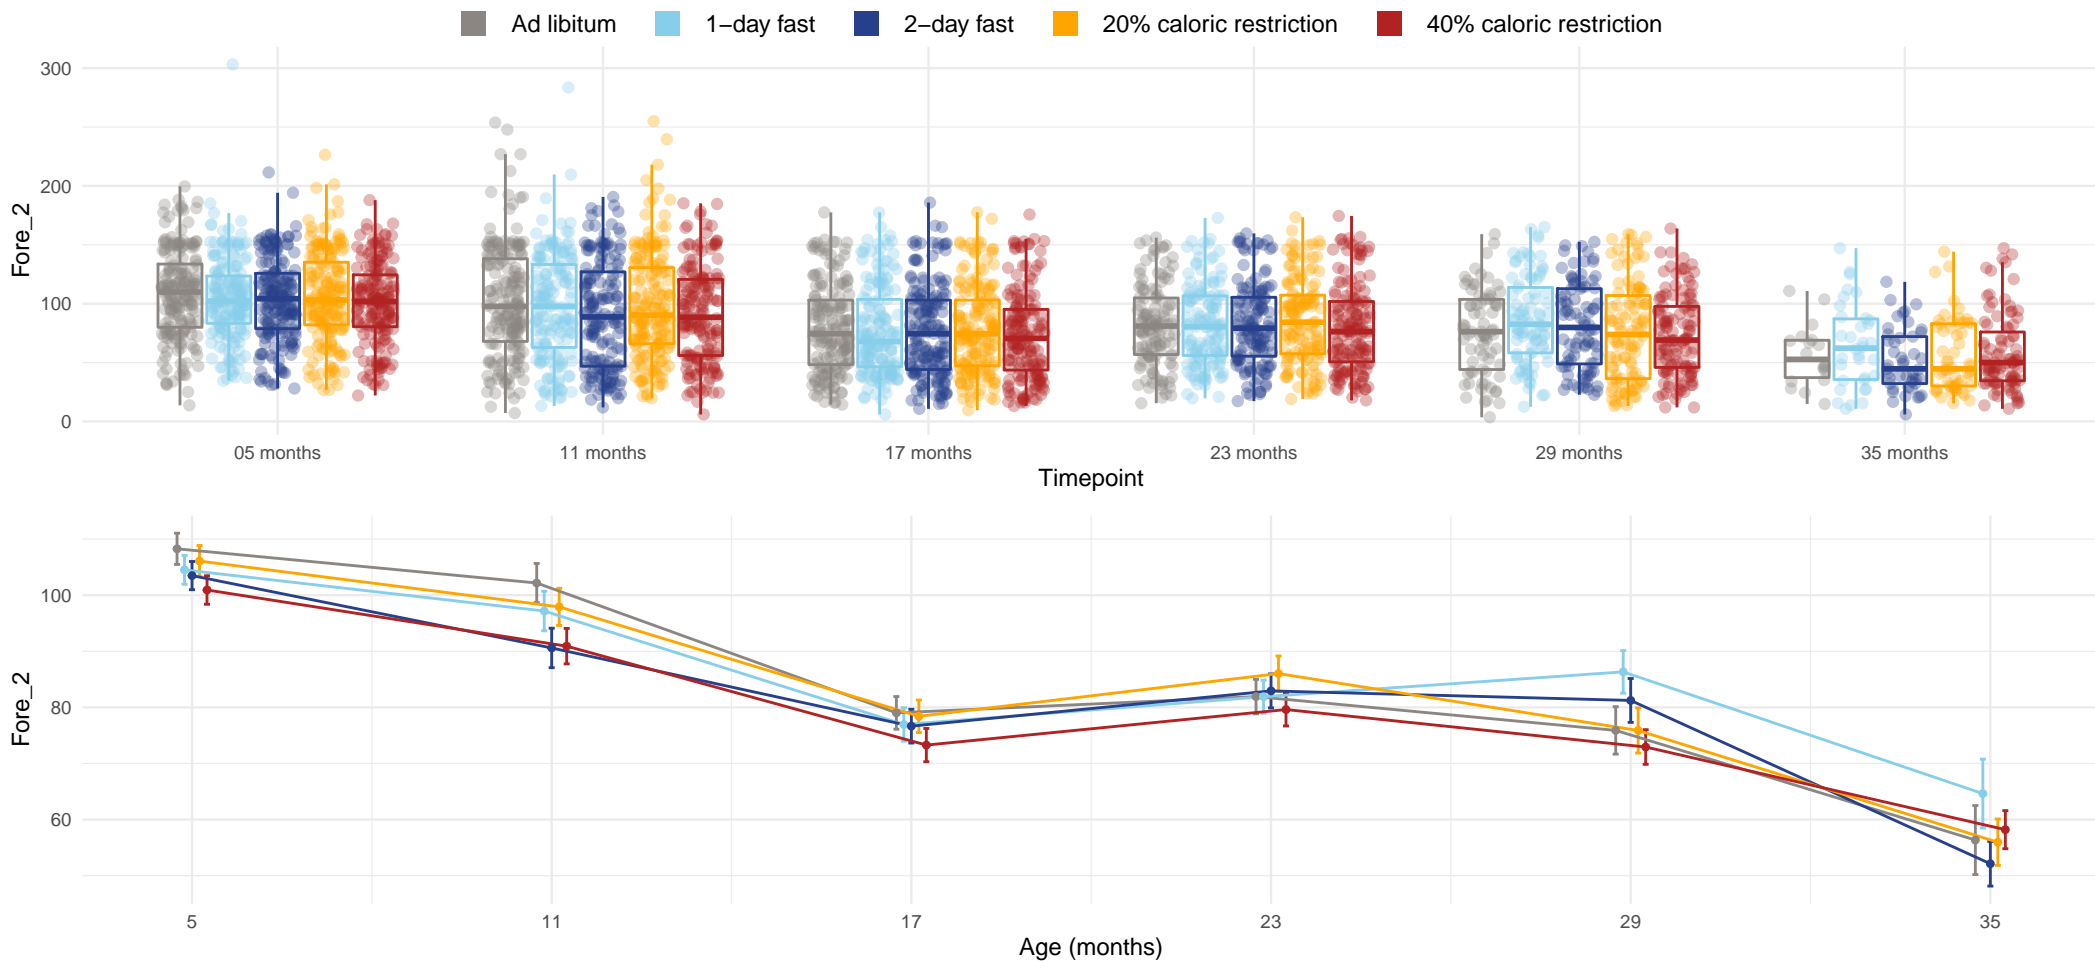 Ad libitum 1−day fast 2−day fast 20% caloric restriction 40% caloric restriction
300
200
100
0
Fore_2
05 months 11 months 17 months 23 months 29 months 35 months
Timepoint
100
80
60
Fore_2
5 11 17 23 29 35
Age (months)